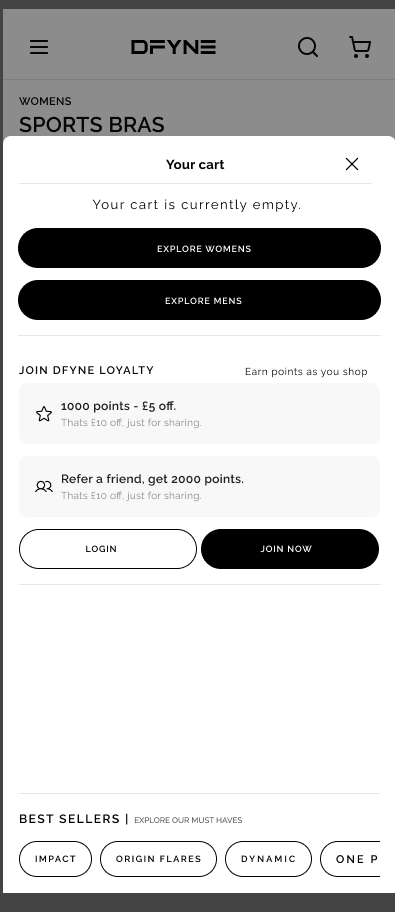 DFYNE
WOMENS
SPORTS BRAS
Your cart
Your cart is currently empty.
EXPLORE WOMENS
EXPLORE MENS
JOIN DFYNE LOYALTY Earn points as you shop
1000 points - £5 off.
Thats £10 off, just for sharing.
Refer a friend, get 2000 points.
Thats £10 off, just for sharing.
LOGIN JOIN NOW
BEST SELLERS | EXPLORE OUR MUST HAVES
IMPACT ORIGIN FLARES DYNAMIC ONE P